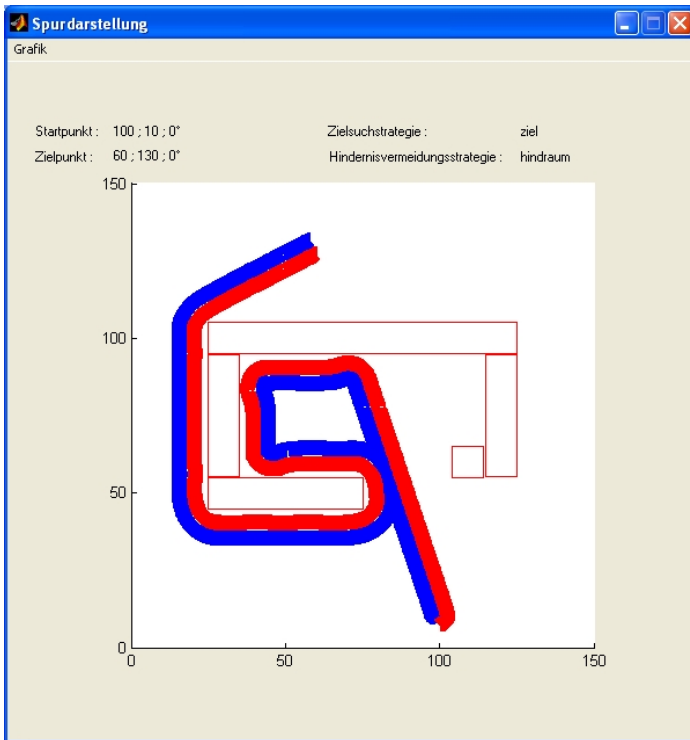 Spurdarstellung
Grafik
Startpunkt : 100 ; 10 ; 0° Zielsuchstrategie : ziel
Zielpunkt : 60 ; 130 ; 0° Hindernisvermeidungsstrategie : hindraum
150
100
50
0
0 50 100 150